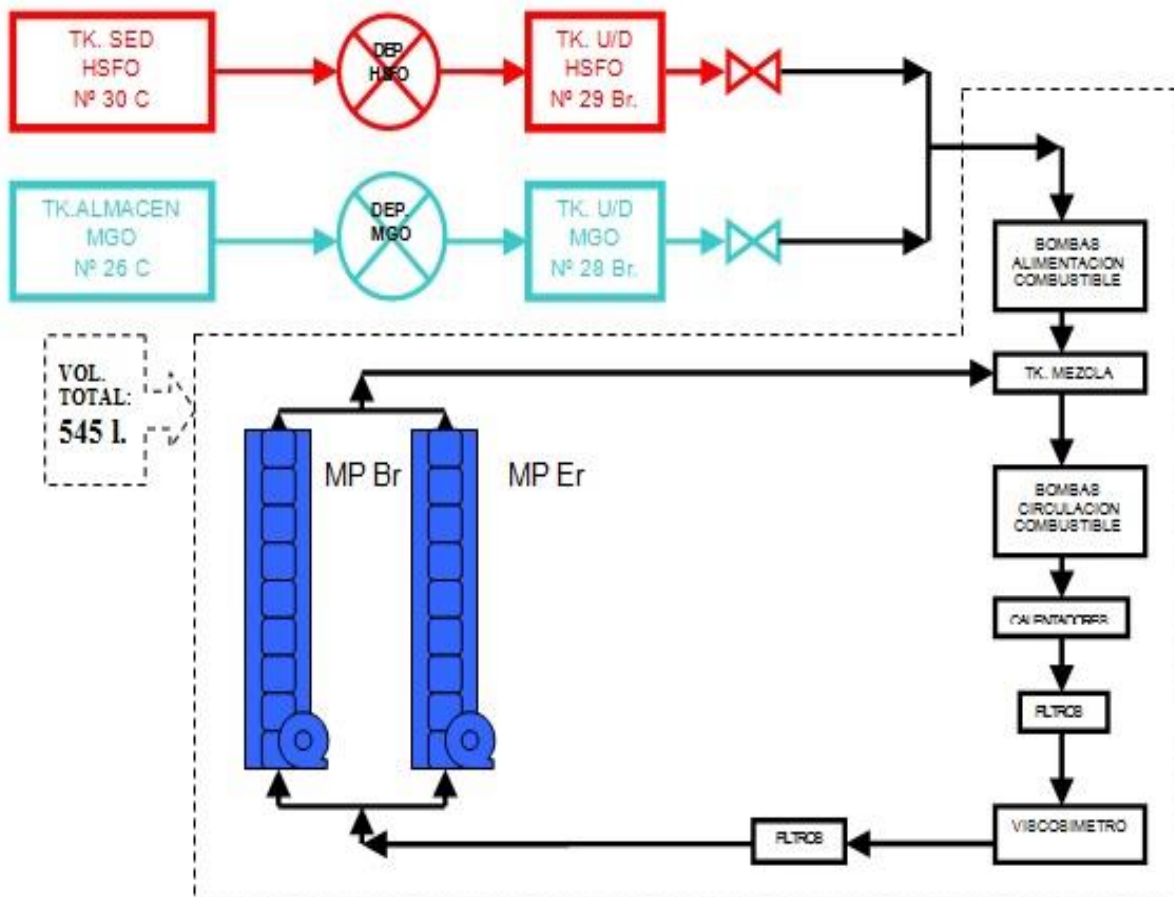 TK. SED
HSFO
Nº 30 C
DEP.
HSFO
TK. U/D
HSFO
Nº 29 Br.
TK.ALMACEN
MGO
Nº 26 C
DEP.
MGO
TK. U/D
MGO
Nº 28 Br.
BOMBAS
ALIMENTACION
COMBUSTIBLE
VOL.
TOTAL:
545 l.
TK. MEZCLA
MP Br
MP Er
BOMBAS
CIRCULACION
COMBUSTIBLE
CALENTADORES
FILTROS
VISCOSIMETRO
FILTROS